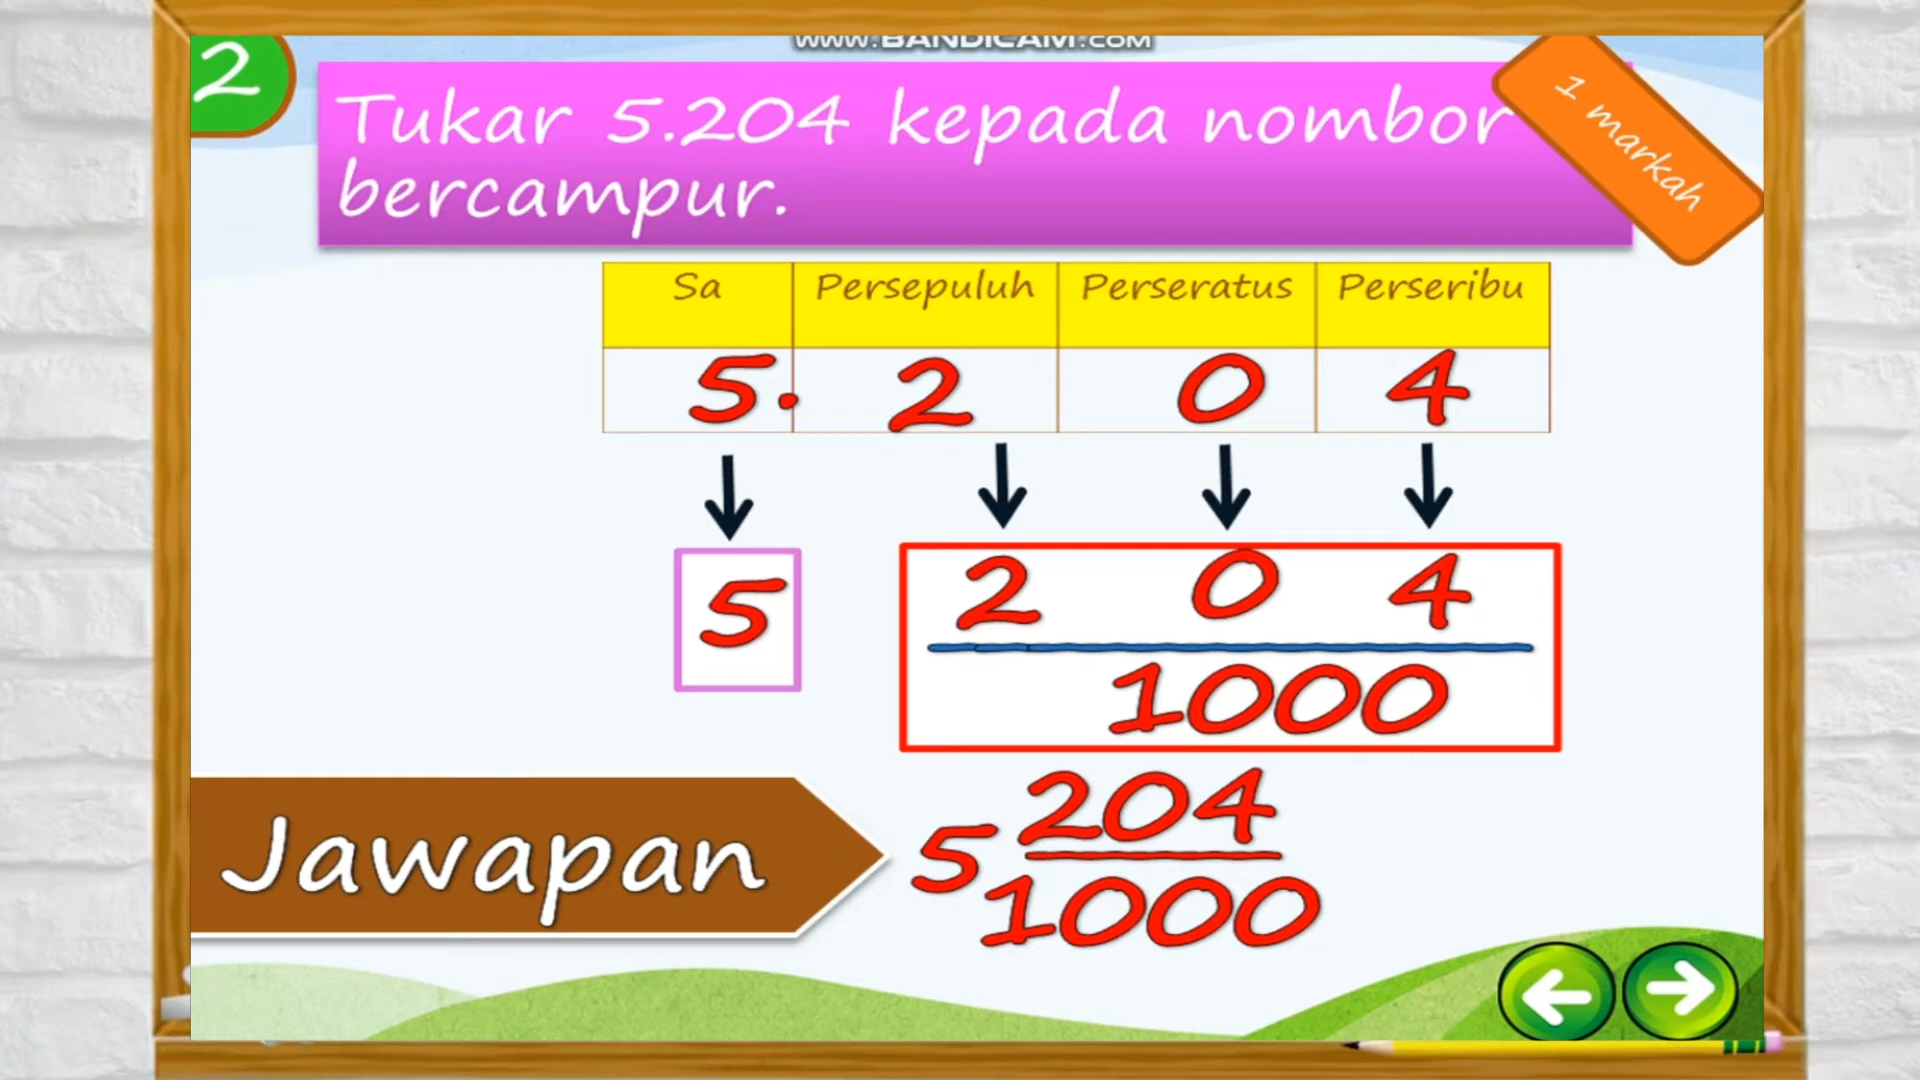 www.BANDICAM.com
2
Tukar 5.204 kepada nombor
bercampur.
1 markah
Sa Persepuluh Perseratus Perseribu
5. 2 0 4
5
2 0 4
1000
Jawapan
5 204
1000